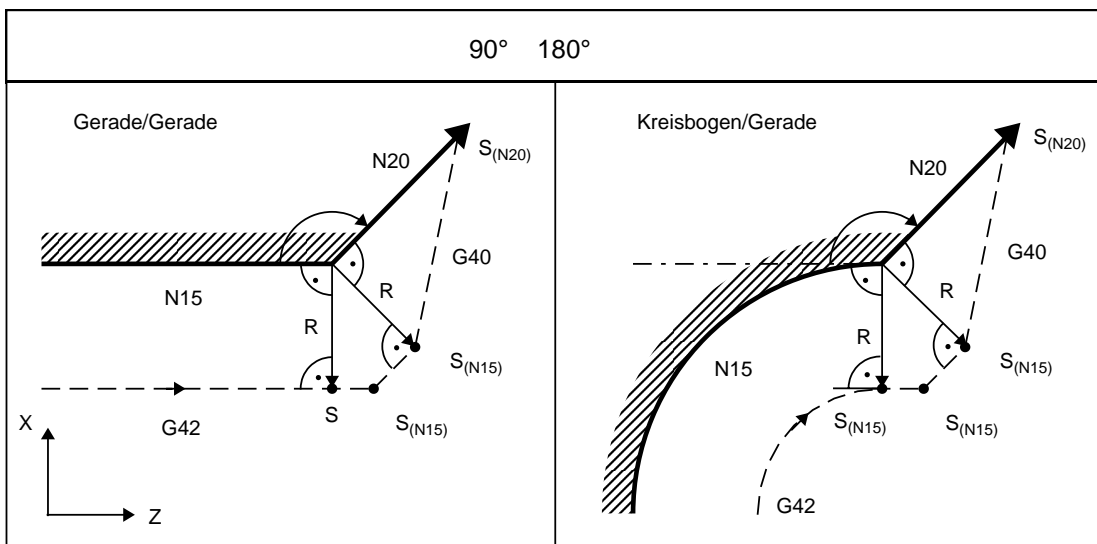 90° 180°
Gerade/Gerade
N20
S(N20)
G40
N15
R
R
S(N15)
S
S(N15)
G42
X
Z
Kreisbogen/Gerade
N20
S(N20)
G40
R
R
N15
S(N15)
S(N15)
S(N15)
G42